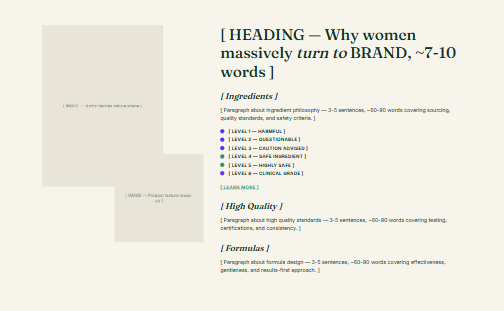 [ HEADING — Why women
massively turn to BRAND, ~7-10
words ]
[ Ingredients ]
[ Paragraph about ingredient philosophy — 3-5 sentences, ~60-90 words covering sourcing,
quality standards, and safety criteria. ]
[ LEVEL 1 — HARMFUL ]
[ LEVEL 2 — QUESTIONABLE ]
[ LEVEL 3 — CAUTION ADVISED ]
[ LEVEL 4 — SAFE INGREDIENT ]
[ LEVEL 5 — HIGHLY SAFE ]
[ LEVEL 6 — CLINICAL GRADE ]
[ LEARN MORE ]
[ High Quality ]
[ Paragraph about high quality standards — 3-5 sentences, ~60-90 words covering testing,
certifications, and consistency. ]
[ Formulas ]
[ Paragraph about formula design — 3-5 sentences, ~60-90 words covering effectiveness,
gentleness, and results-first approach. ]
[ IMAGE —
[ IMAGE — Product texture close-
up ]